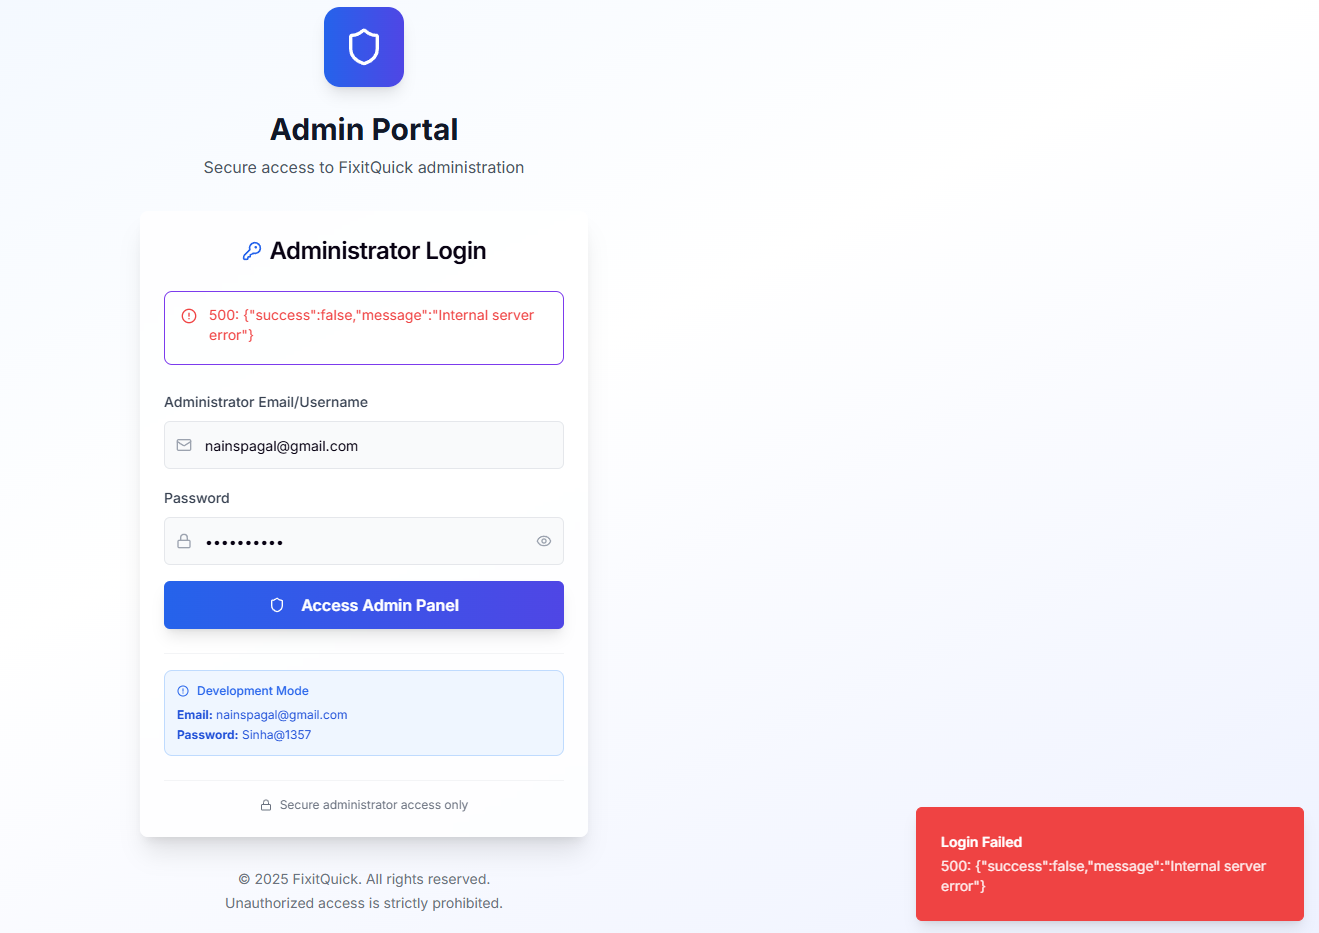 Admin Portal
Secure access to FixitQuick administration
Administrator Login
500: {"success":false,"message":"Internal server
error"}
Administrator Email/Username
nainspagal@gmail.com
Password
••••••••••
Access Admin Panel
Development Mode
Email: nainspagal@gmail.com
Password: Sinha@1357
Secure administrator access only
© 2025 FixitQuick. All rights reserved.
Unauthorized access is strictly prohibited.
Login Failed
500: {"success":false,"message":"Internal server
error"}